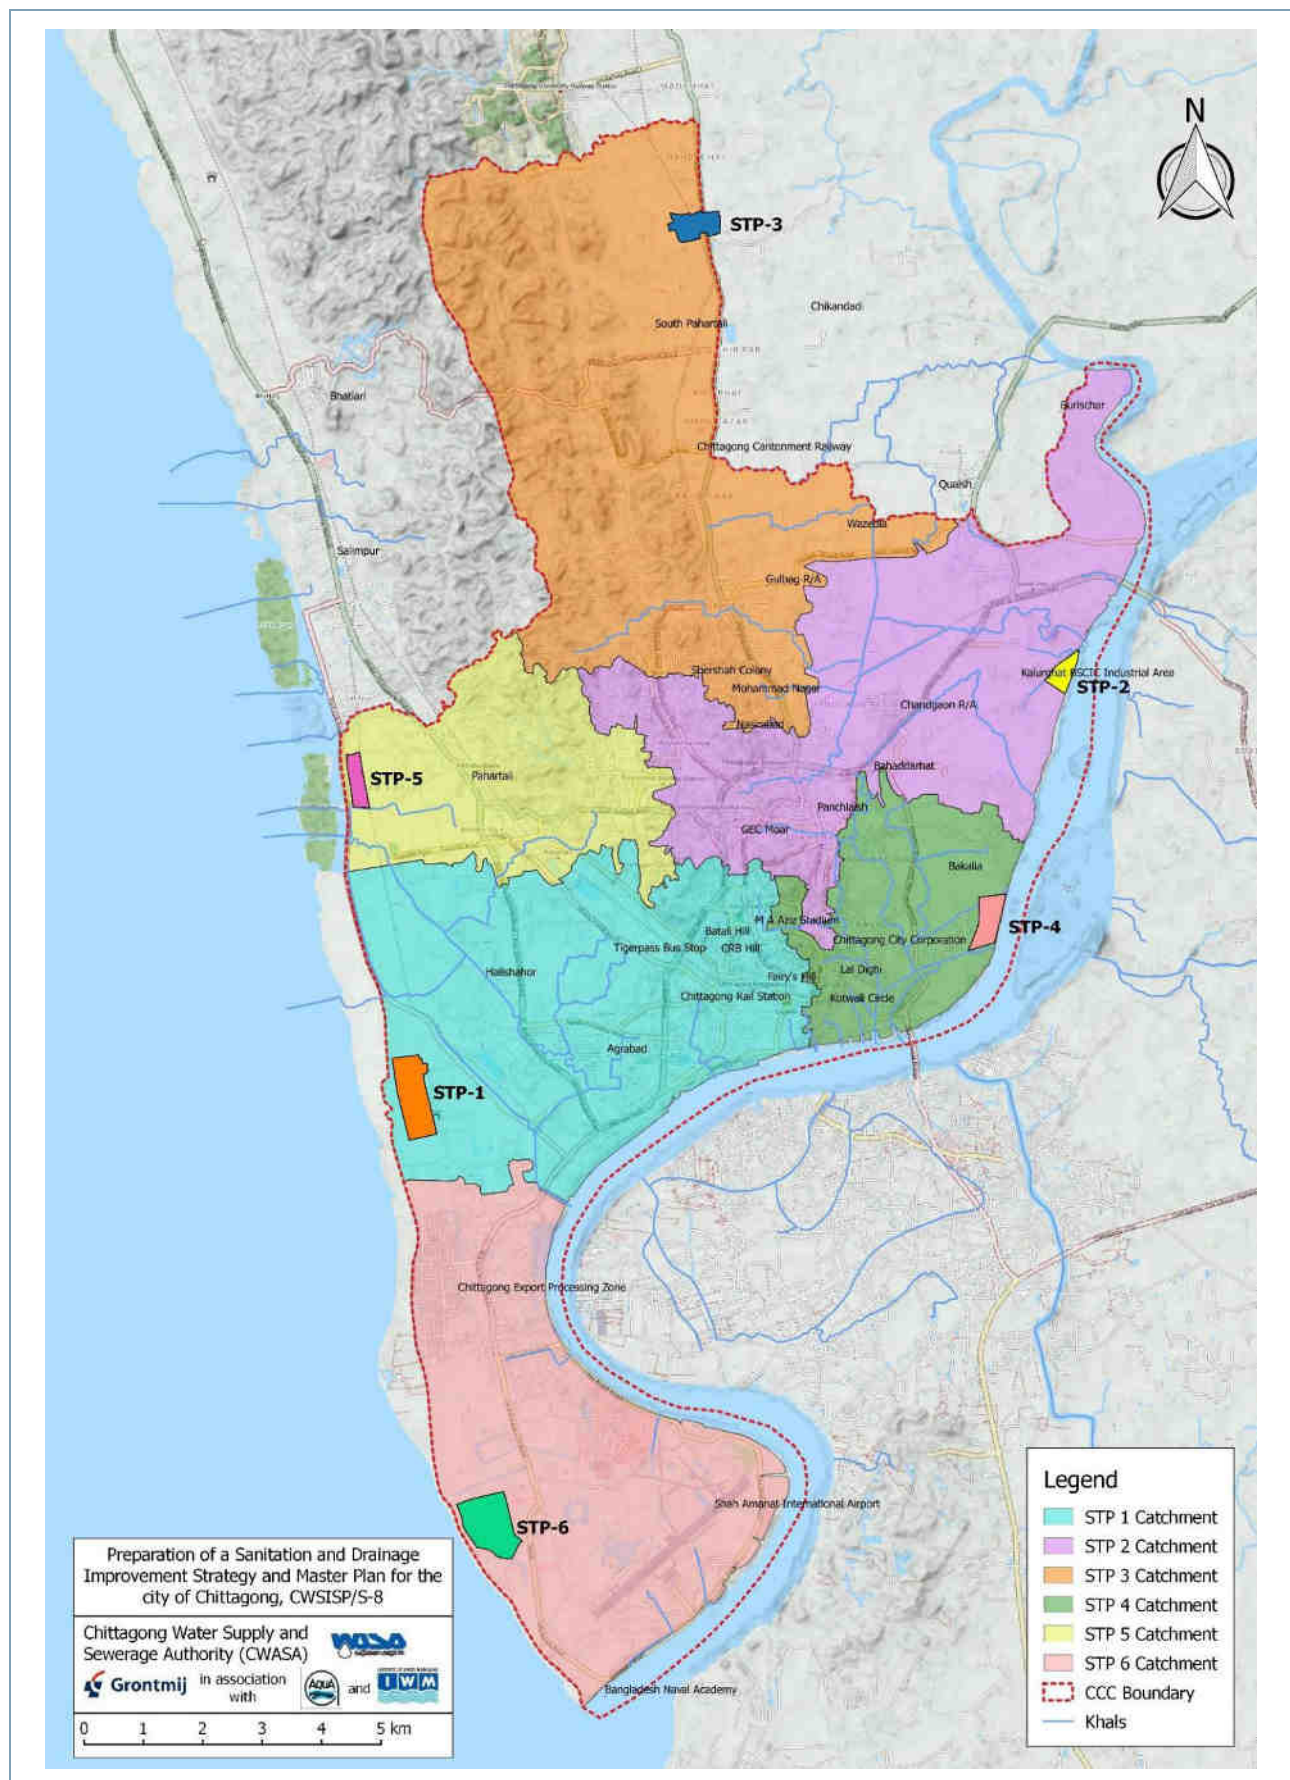 N
STP-3
Chikandadi
South Pahartali
Bhatiari
Burischar
Chittagong Cantonment Railway
Quaish
Wazedia
Salimpur
Gulbag R/A
Shershah Colony
Kalurghat BSCIC Industrial Area
STP-2
Mohammad Nagar
Chandgaon R/A
Nasirabad
STP-5
Pahartali
Bahaddarhat
Panchlaish
GEC Moar
Bakalia
M A Aziz Stadium
STP-4
Batali Hill
Chittagong City Corporation
Tigerpass Bus Stop
CRB Hill
Halishahor
Lal Dighi
Fairy's Hill
Chittagong Rail Station
Kotwali Circle
Agrabad
STP-1
Chittagong Export Processing Zone
Shah Amanat International Airport
STP-6
Bangladesh Naval Academy
Legend
STP 1 Catchment
STP 2 Catchment
STP 3 Catchment
STP 4 Catchment
STP 5 Catchment
STP 6 Catchment
CCC Boundary
Khals
Preparation of a Sanitation and Drainage
Improvement Strategy and Master Plan for the
city of Chittagong, CWSISP/S-8
Chittagong Water Supply and
Sewerage Authority (CWASA)
WASA
Grontmij in association with AQUA and IWM
0 1 2 3 4 5 km